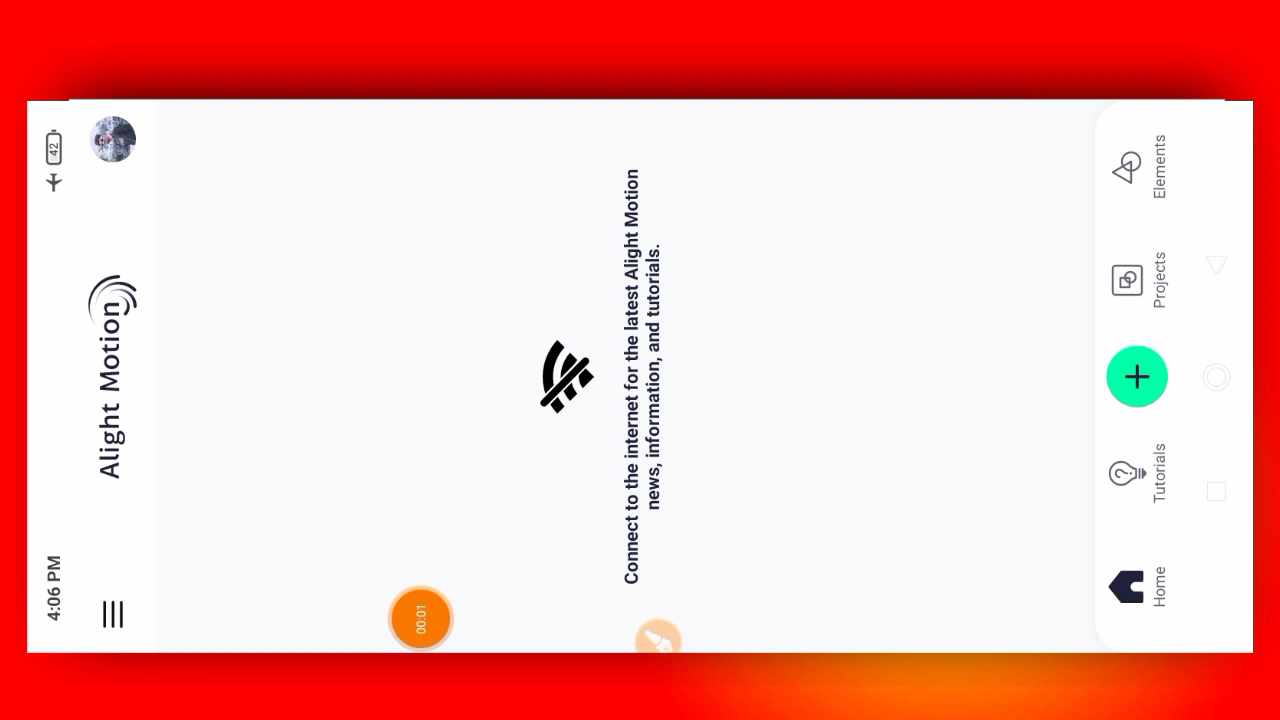 4:06 PM
42
Alight Motion
Connect to the internet for the latest Alight Motion
news, information, and tutorials.
00:01
Home
Tutorials
Projects
Elements